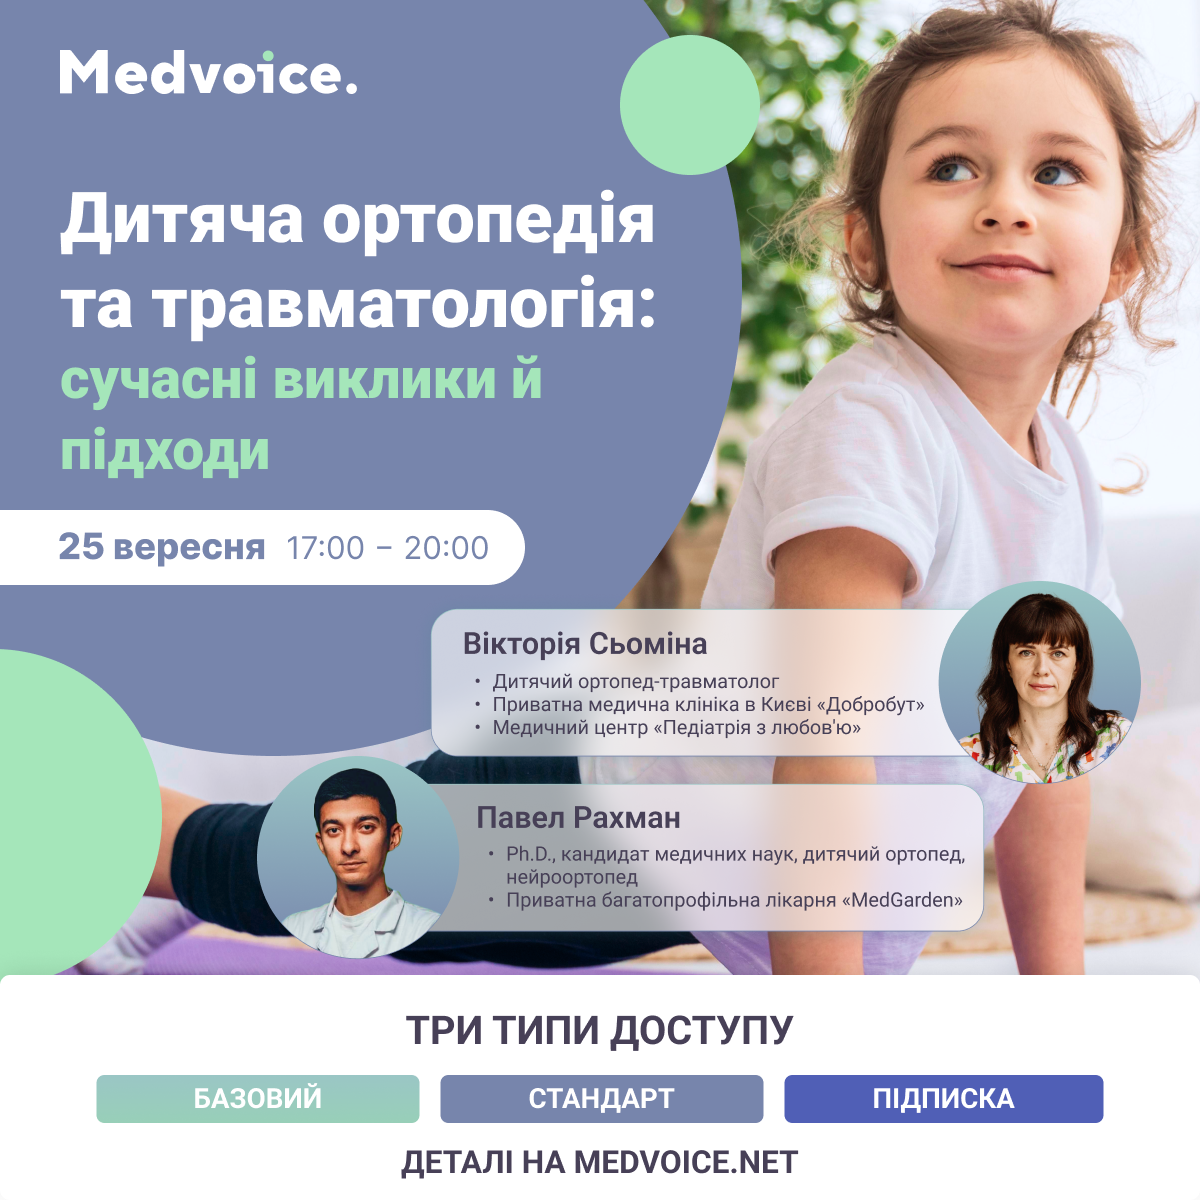 Medvoice.
Дитяча ортопедія
та травматологія:
сучасні виклики й
підходи
25 вересня 17:00 – 20:00
Вікторія Сьоміна
• Дитячий ортопед-травматолог
• Приватна медична клініка в Києві «Добробут»
• Медичний центр «Педіатрія з любов'ю»
Павел Рахман
• Ph.D., кандидат медичних наук, дитячий ортопед,
нейроортопед
• Приватна багатопрофільна лікарня «MedGarden»
ТРИ ТИПИ ДОСТУПУ
БАЗОВИЙ
СТАНДАРТ
ПІДПИСКА
ДЕТАЛІ НА MEDVOICE.NET